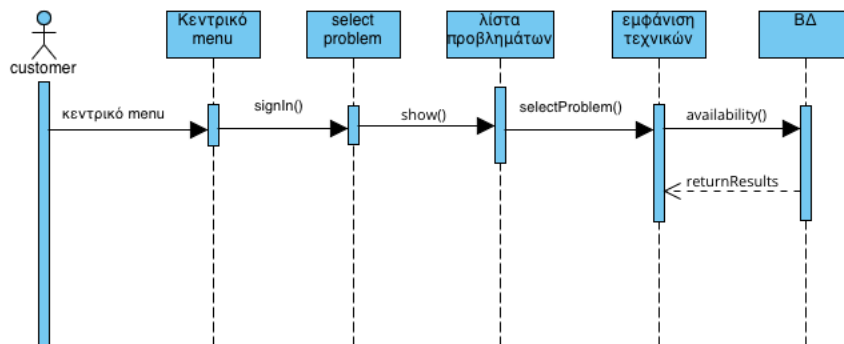 customer
Κεντρικό
menu
select
problem
λίστα
προβλημάτων
εμφάνιση
τεχνικών
ΒΔ
κεντρικό menu
signIn()
show()
selectProblem()
availability()
returnResults